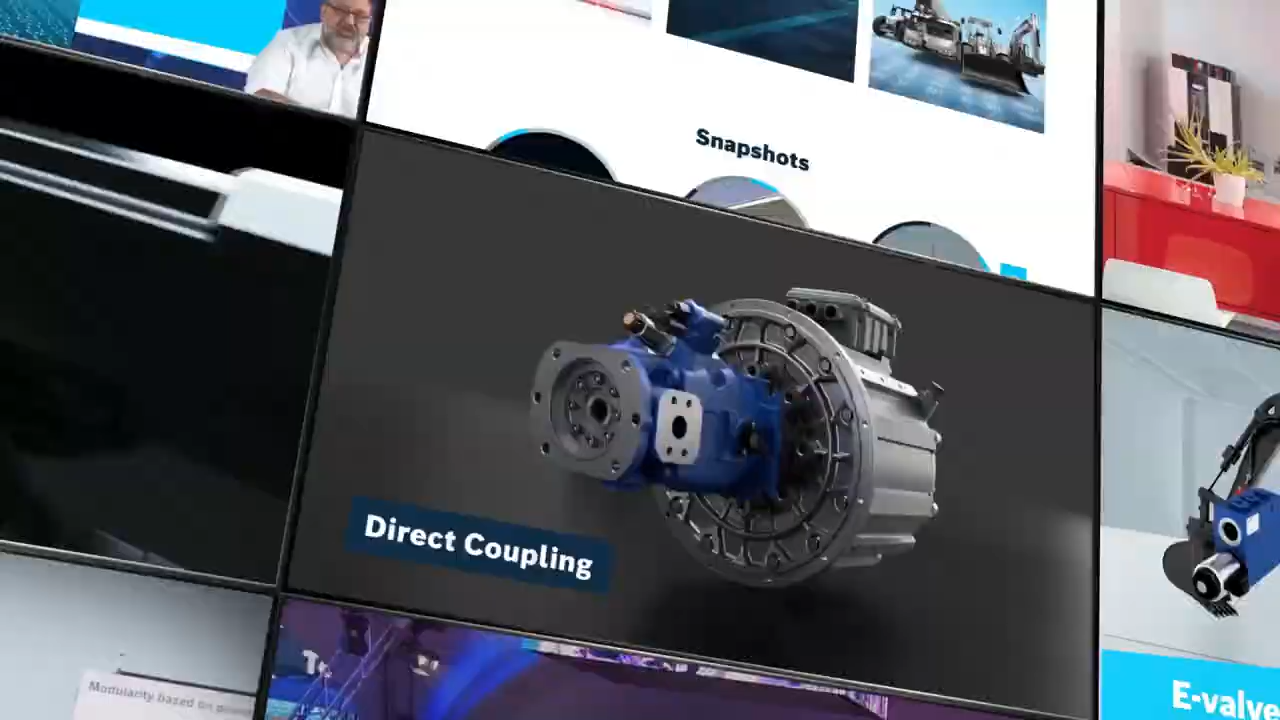 Snapshots
Direct Coupling
Modularity based on
E-valve